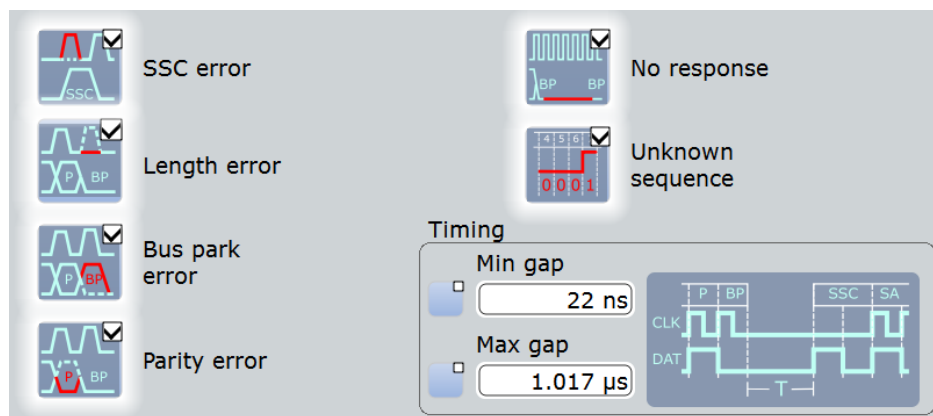 SSC
SSC error
P BP
Length error
P BP
Bus park
error
P BP
Parity error
BP BP
No response
4 5 6
0 0 0 1
Unknown
sequence
Timing
Min gap
22 ns
Max gap
1.017 µs
P BP SSC SA
CLK
DAT
T